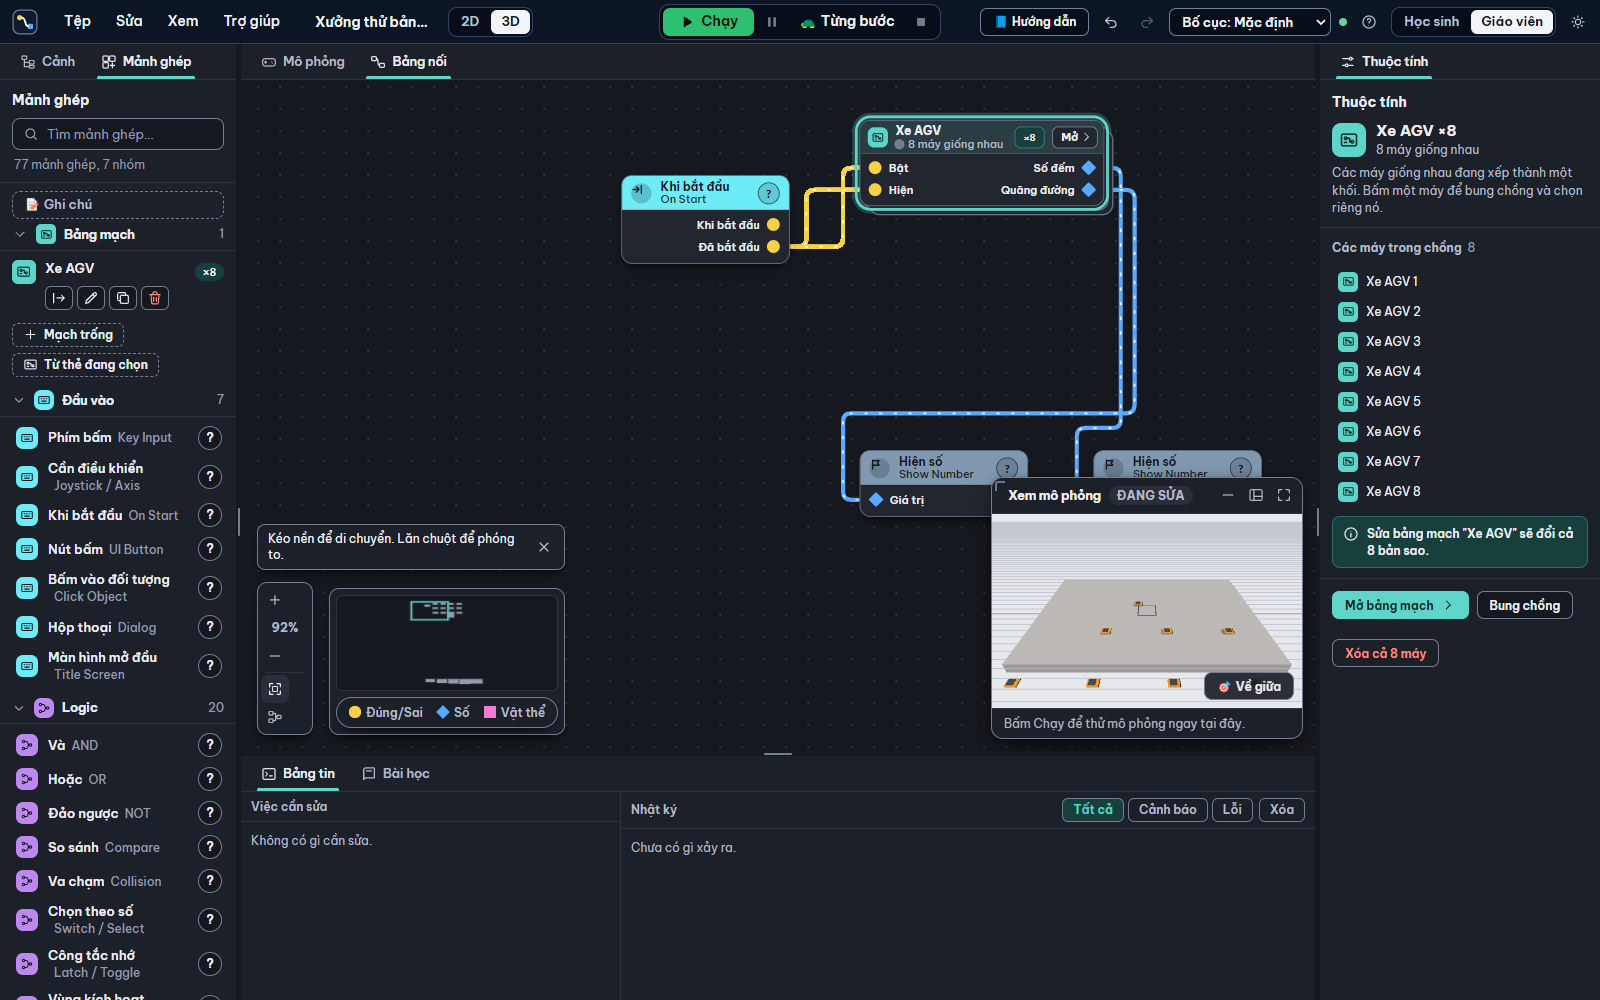 Tệp Sửa Xem Trợ giúp Xưởng thử bản... 2D 3D Chạy Từng bước Hướng dẫn Bố cục: Mặc định Học sinh Giáo viên
Cảnh Mảnh ghép
Mảnh ghép
Tìm mảnh ghép...
77 mảnh ghép, 7 nhóm
Ghi chú
Bảng mạch 1
Xe AGV ×8
+ Mạch trống
Từ thẻ đang chọn
Đầu vào 7
Phím bấm Key Input ?
Cần điều khiển
Joystick / Axis ?
Khi bắt đầu On Start ?
Nút bấm UI Button ?
Bấm vào đối tượng
Click Object ?
Hộp thoại Dialog ?
Màn hình mở đầu
Title Screen ?
Logic 20
Và AND ?
Hoặc OR ?
Đảo ngược NOT ?
So sánh Compare ?
Va chạm Collision ?
Chọn theo số
Switch / Select ?
Công tắc nhớ
Latch / Toggle ?
Vùng kích hoạt
Mô phỏng Bảng nối
Khi bắt đầu
On Start ?
Khi bắt đầu
Đã bắt đầu
Xe AGV
8 máy giống nhau ×8 Mở
Bật Số đếm
Hiện Quãng đường
Hiện số
Show Number ?
Giá trị
Hiện số
Show Number ?
Xem mô phỏng ĐANG SỬA
Về giữa
Bấm Chạy để thử mô phỏng ngay tại đây.
Kéo nền để di chuyển. Lăn chuột để phóng
to.
+
92%
−
Đúng/Sai Số Vật thể
Bảng tin Bài học
Việc cần sửa
Không có gì cần sửa.
Nhật ký Tất cả Cảnh báo Lỗi Xóa
Chưa có gì xảy ra.
Thuộc tính
Thuộc tính
Xe AGV ×8
8 máy giống nhau
Các máy giống nhau đang xếp thành một
khối. Bấm một máy để bung chồng và chọn
riêng nó.
Các máy trong chồng 8
Xe AGV 1
Xe AGV 2
Xe AGV 3
Xe AGV 4
Xe AGV 5
Xe AGV 6
Xe AGV 7
Xe AGV 8
Sửa bảng mạch "Xe AGV" sẽ đổi cả
8 bản sao.
Mở bảng mạch Bung chồng
Xóa cả 8 máy